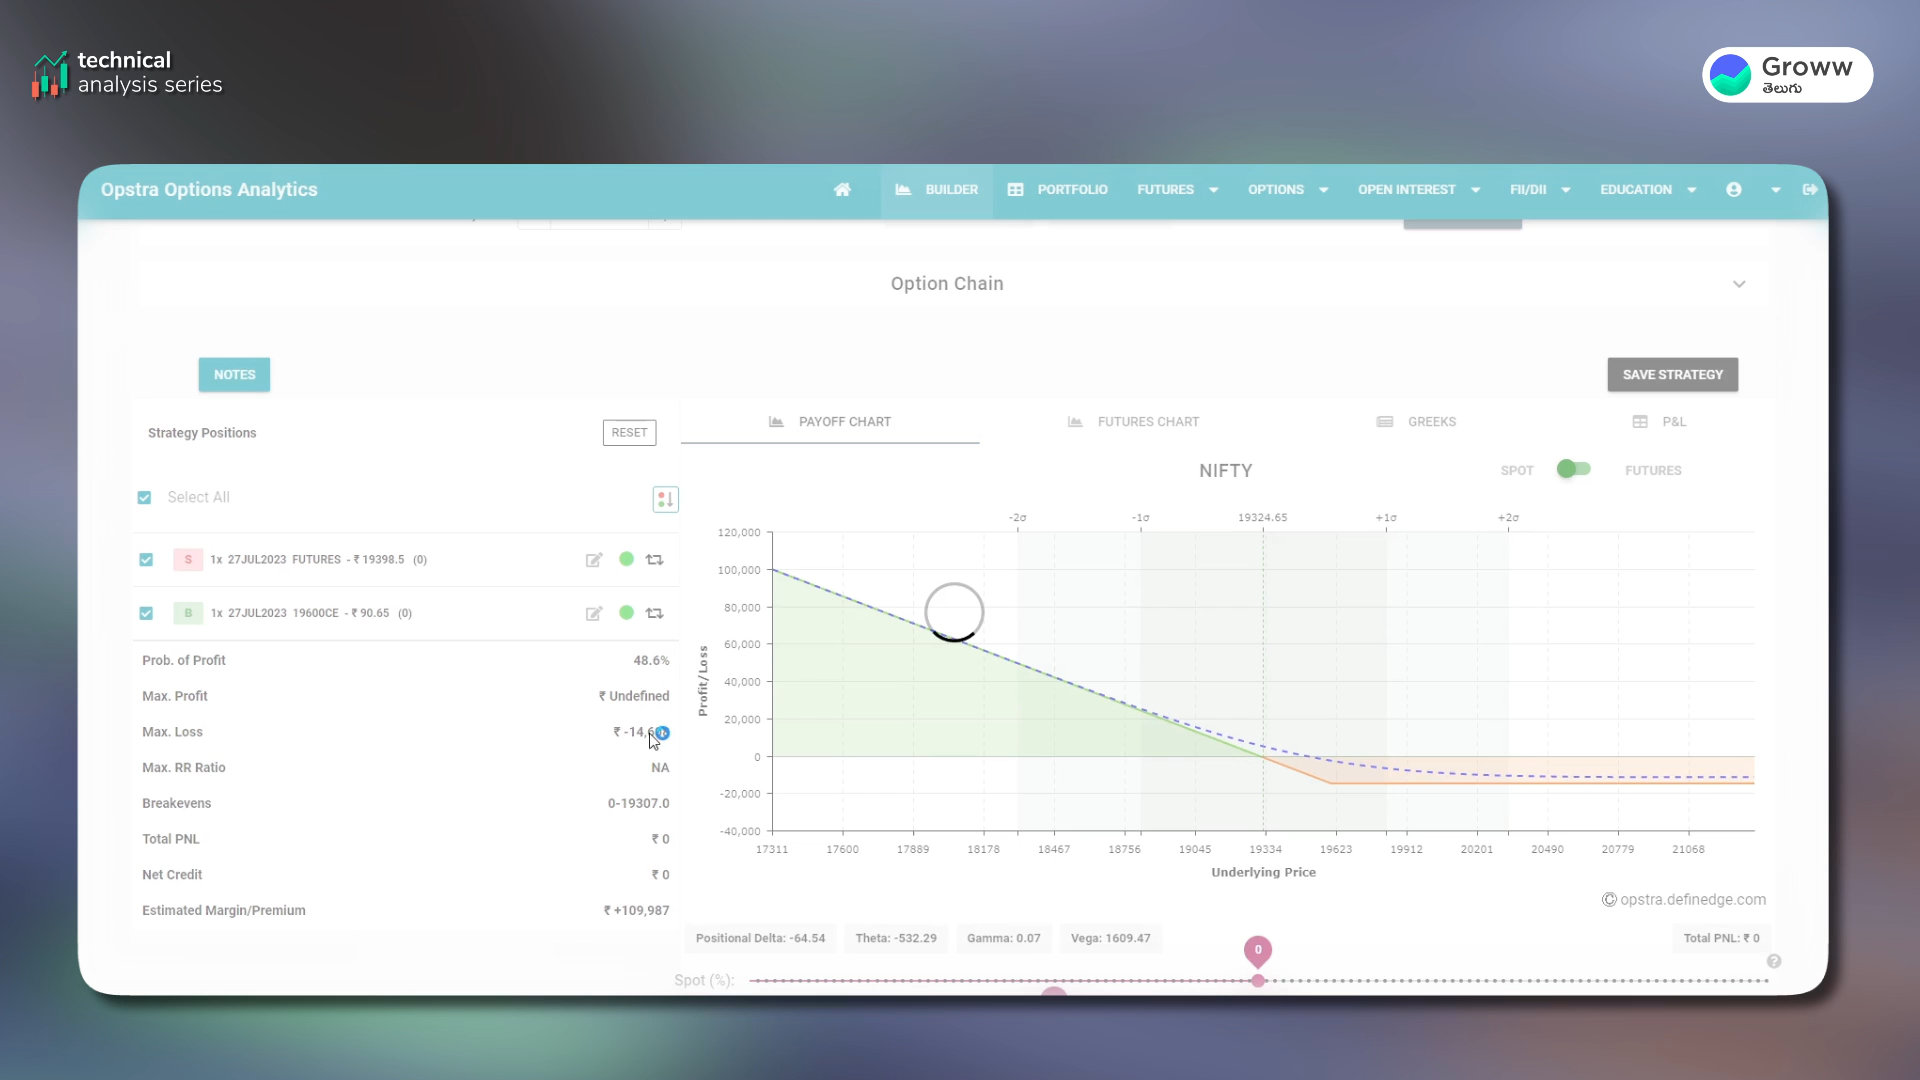 technical
analysis series
Groww
తెలుగు
Opstra Options Analytics
BUILDER
PORTFOLIO
FUTURES
OPTIONS
OPEN INTEREST
FII/DII
EDUCATION
Option Chain
NOTES
SAVE STRATEGY
Strategy Positions
RESET
PAYOFF CHART
FUTURES CHART
GREEKS
P&L
NIFTY
SPOT
FUTURES
Select All
S 1x 27JUL2023 FUTURES - ₹ 19398.5 (0)
B 1x 27JUL2023 19600CE - ₹ 90.65 (0)
Prob. of Profit 48.6%
Max. Profit ₹ Undefined
Max. Loss ₹ -14,6
Max. RR Ratio NA
Breakevens 0-19307.0
Total PNL ₹ 0
Net Credit ₹ 0
Estimated Margin/Premium ₹ +109,987
-2σ -1σ 19324.65 +1σ +2σ
120,000
100,000
80,000
60,000
40,000
20,000
0
-20,000
-40,000
Profit/Loss
17311 17600 17889 18178 18467 18756 19045 19334 19623 19912 20201 20490 20779 21068
Underlying Price
© opstra.definedge.com
Positional Delta: -64.54 Theta: -532.29 Gamma: 0.07 Vega: 1609.47
Total PNL: ₹ 0
0
Spot (%):